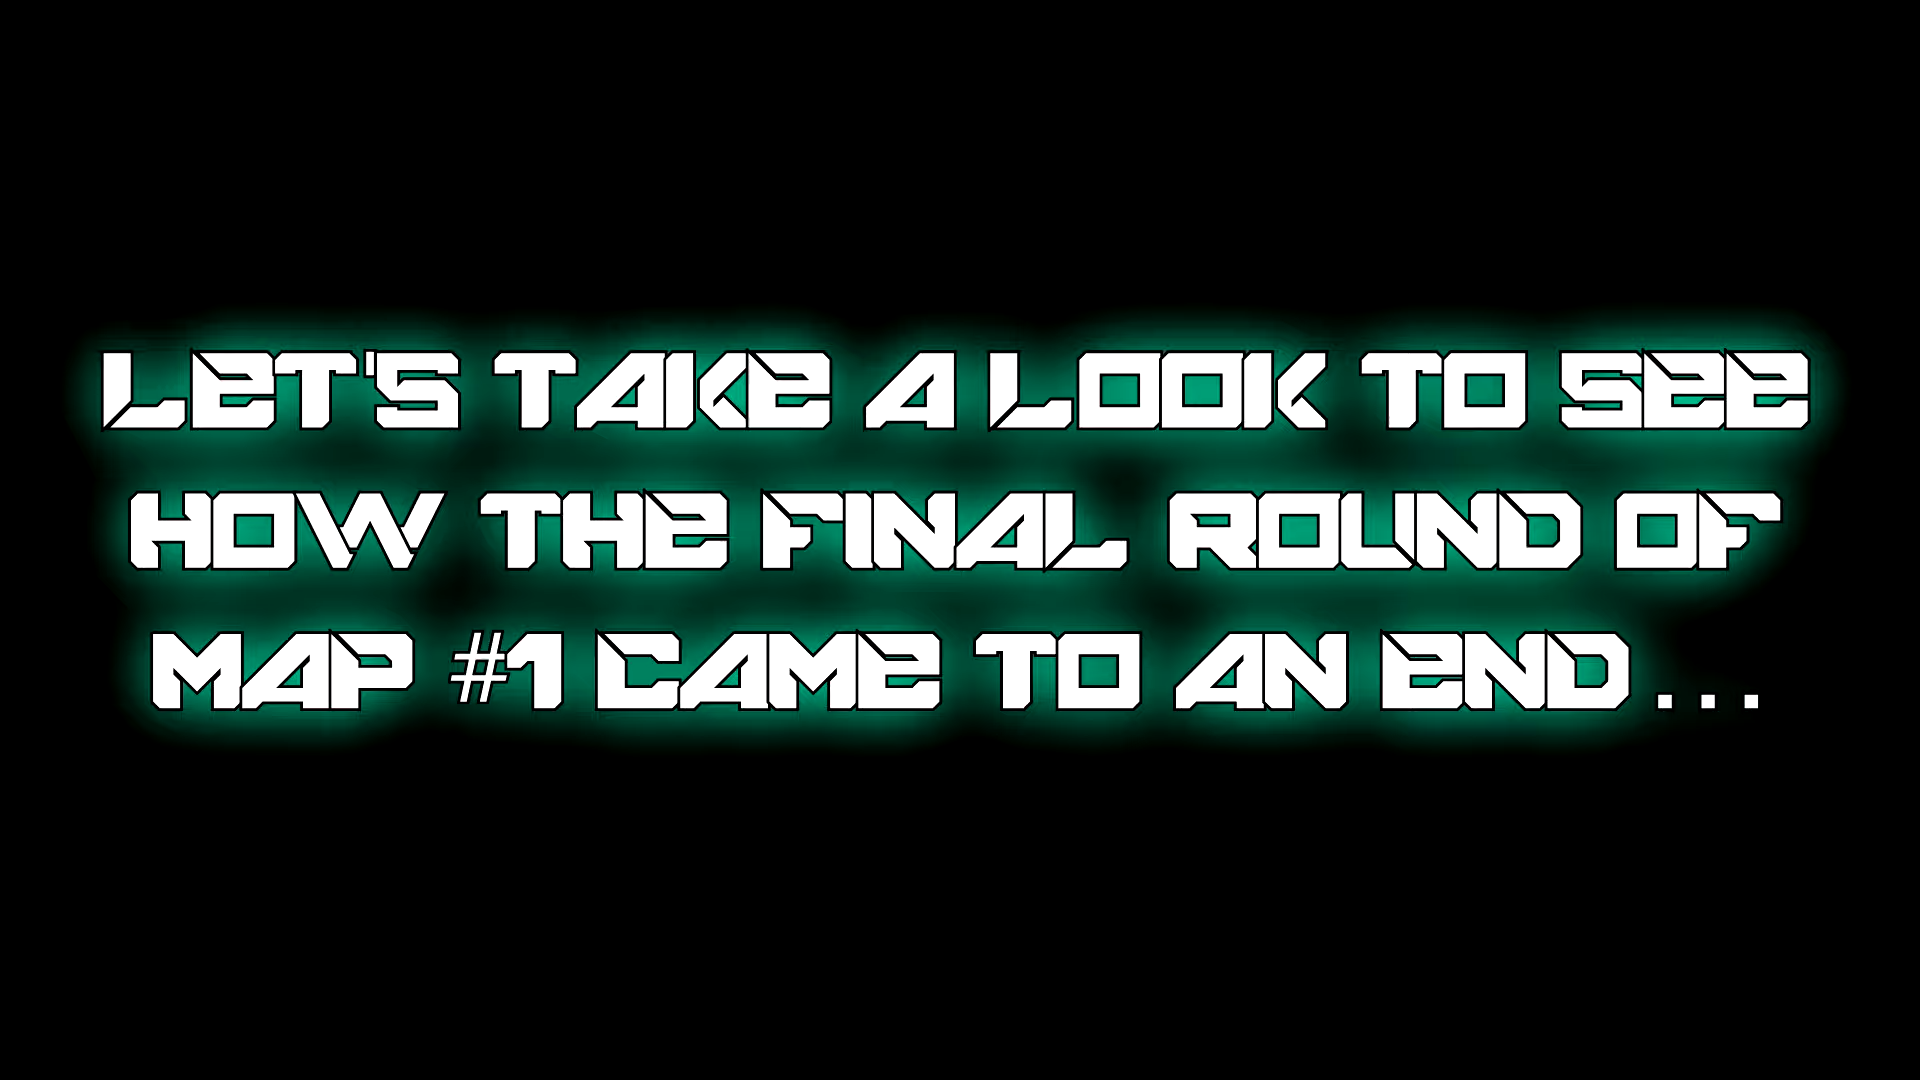 LET'S TAKE A LOOK TO SEE
HOW THE FINAL ROUND OF
MAP #1 CAME TO AN END...